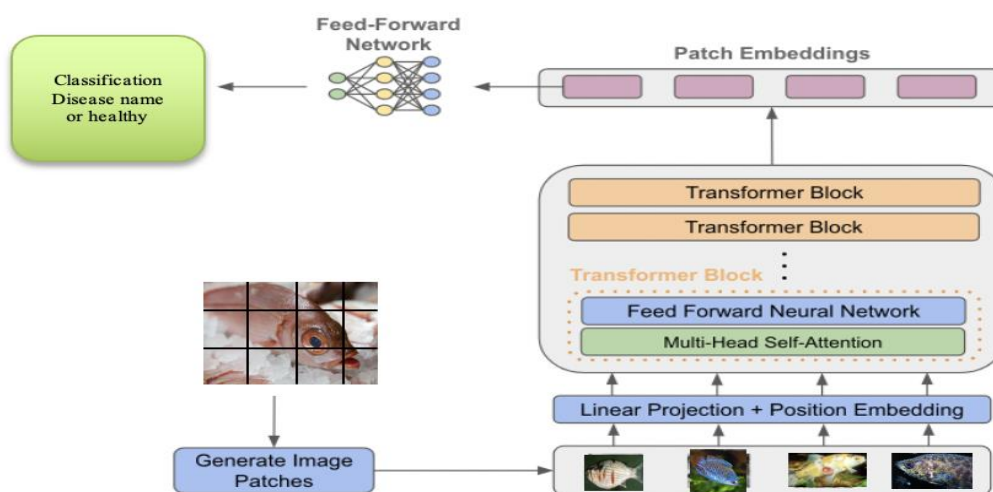 Feed-Forward
Network
Patch Embeddings
Classification
Disease name
or healthy
Transformer Block
Transformer Block
Transformer Block
Feed Forward Neural Network
Multi-Head Self-Attention
Linear Projection + Position Embedding
Generate Image
Patches